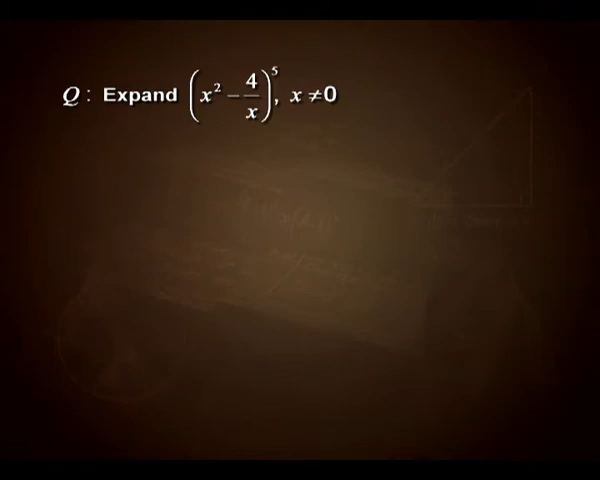 Q : Expand (x² − 4/x)⁵, x ≠ 0